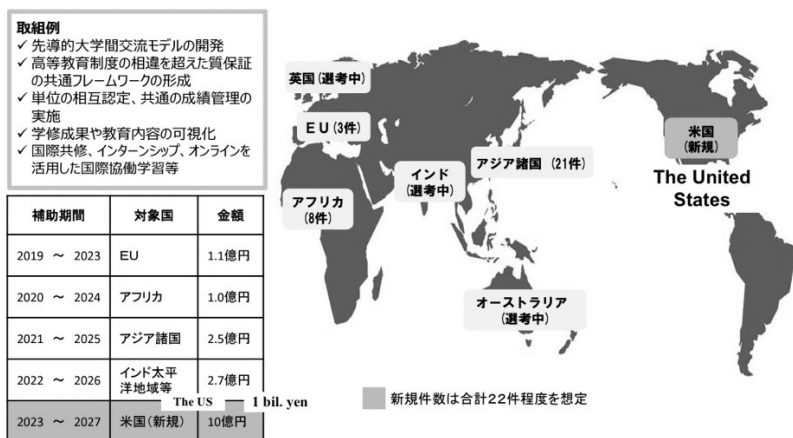 取組例
✓ 先導的大学間交流モデルの開発
✓ 高等教育制度の相違を超えた質保証
の共通フレームワークの形成
✓ 単位の相互認定、共通の成績管理の
実施
✓ 学修成果や教育内容の可視化
✓ 国際共修、インターンシップ、オンラインを
活用した国際協働学習等
補助期間 対象国 金額
2019 ～ 2023 EU 1.1億円
2020 ～ 2024 アフリカ 1.0億円
2021 ～ 2025 アジア諸国 2.5億円
2022 ～ 2026 インド太平
洋地域等 2.7億円
The US 1 bil. yen
2023 ～ 2027 米国（新規） 10億円
英国（選考中）
EU（3件）
アフリカ
（8件）
インド
（選考中）
アジア諸国 （21件）
オーストラリア
（選考中）
米国
（新規）
The United
States
新規件数は合計22件程度を想定